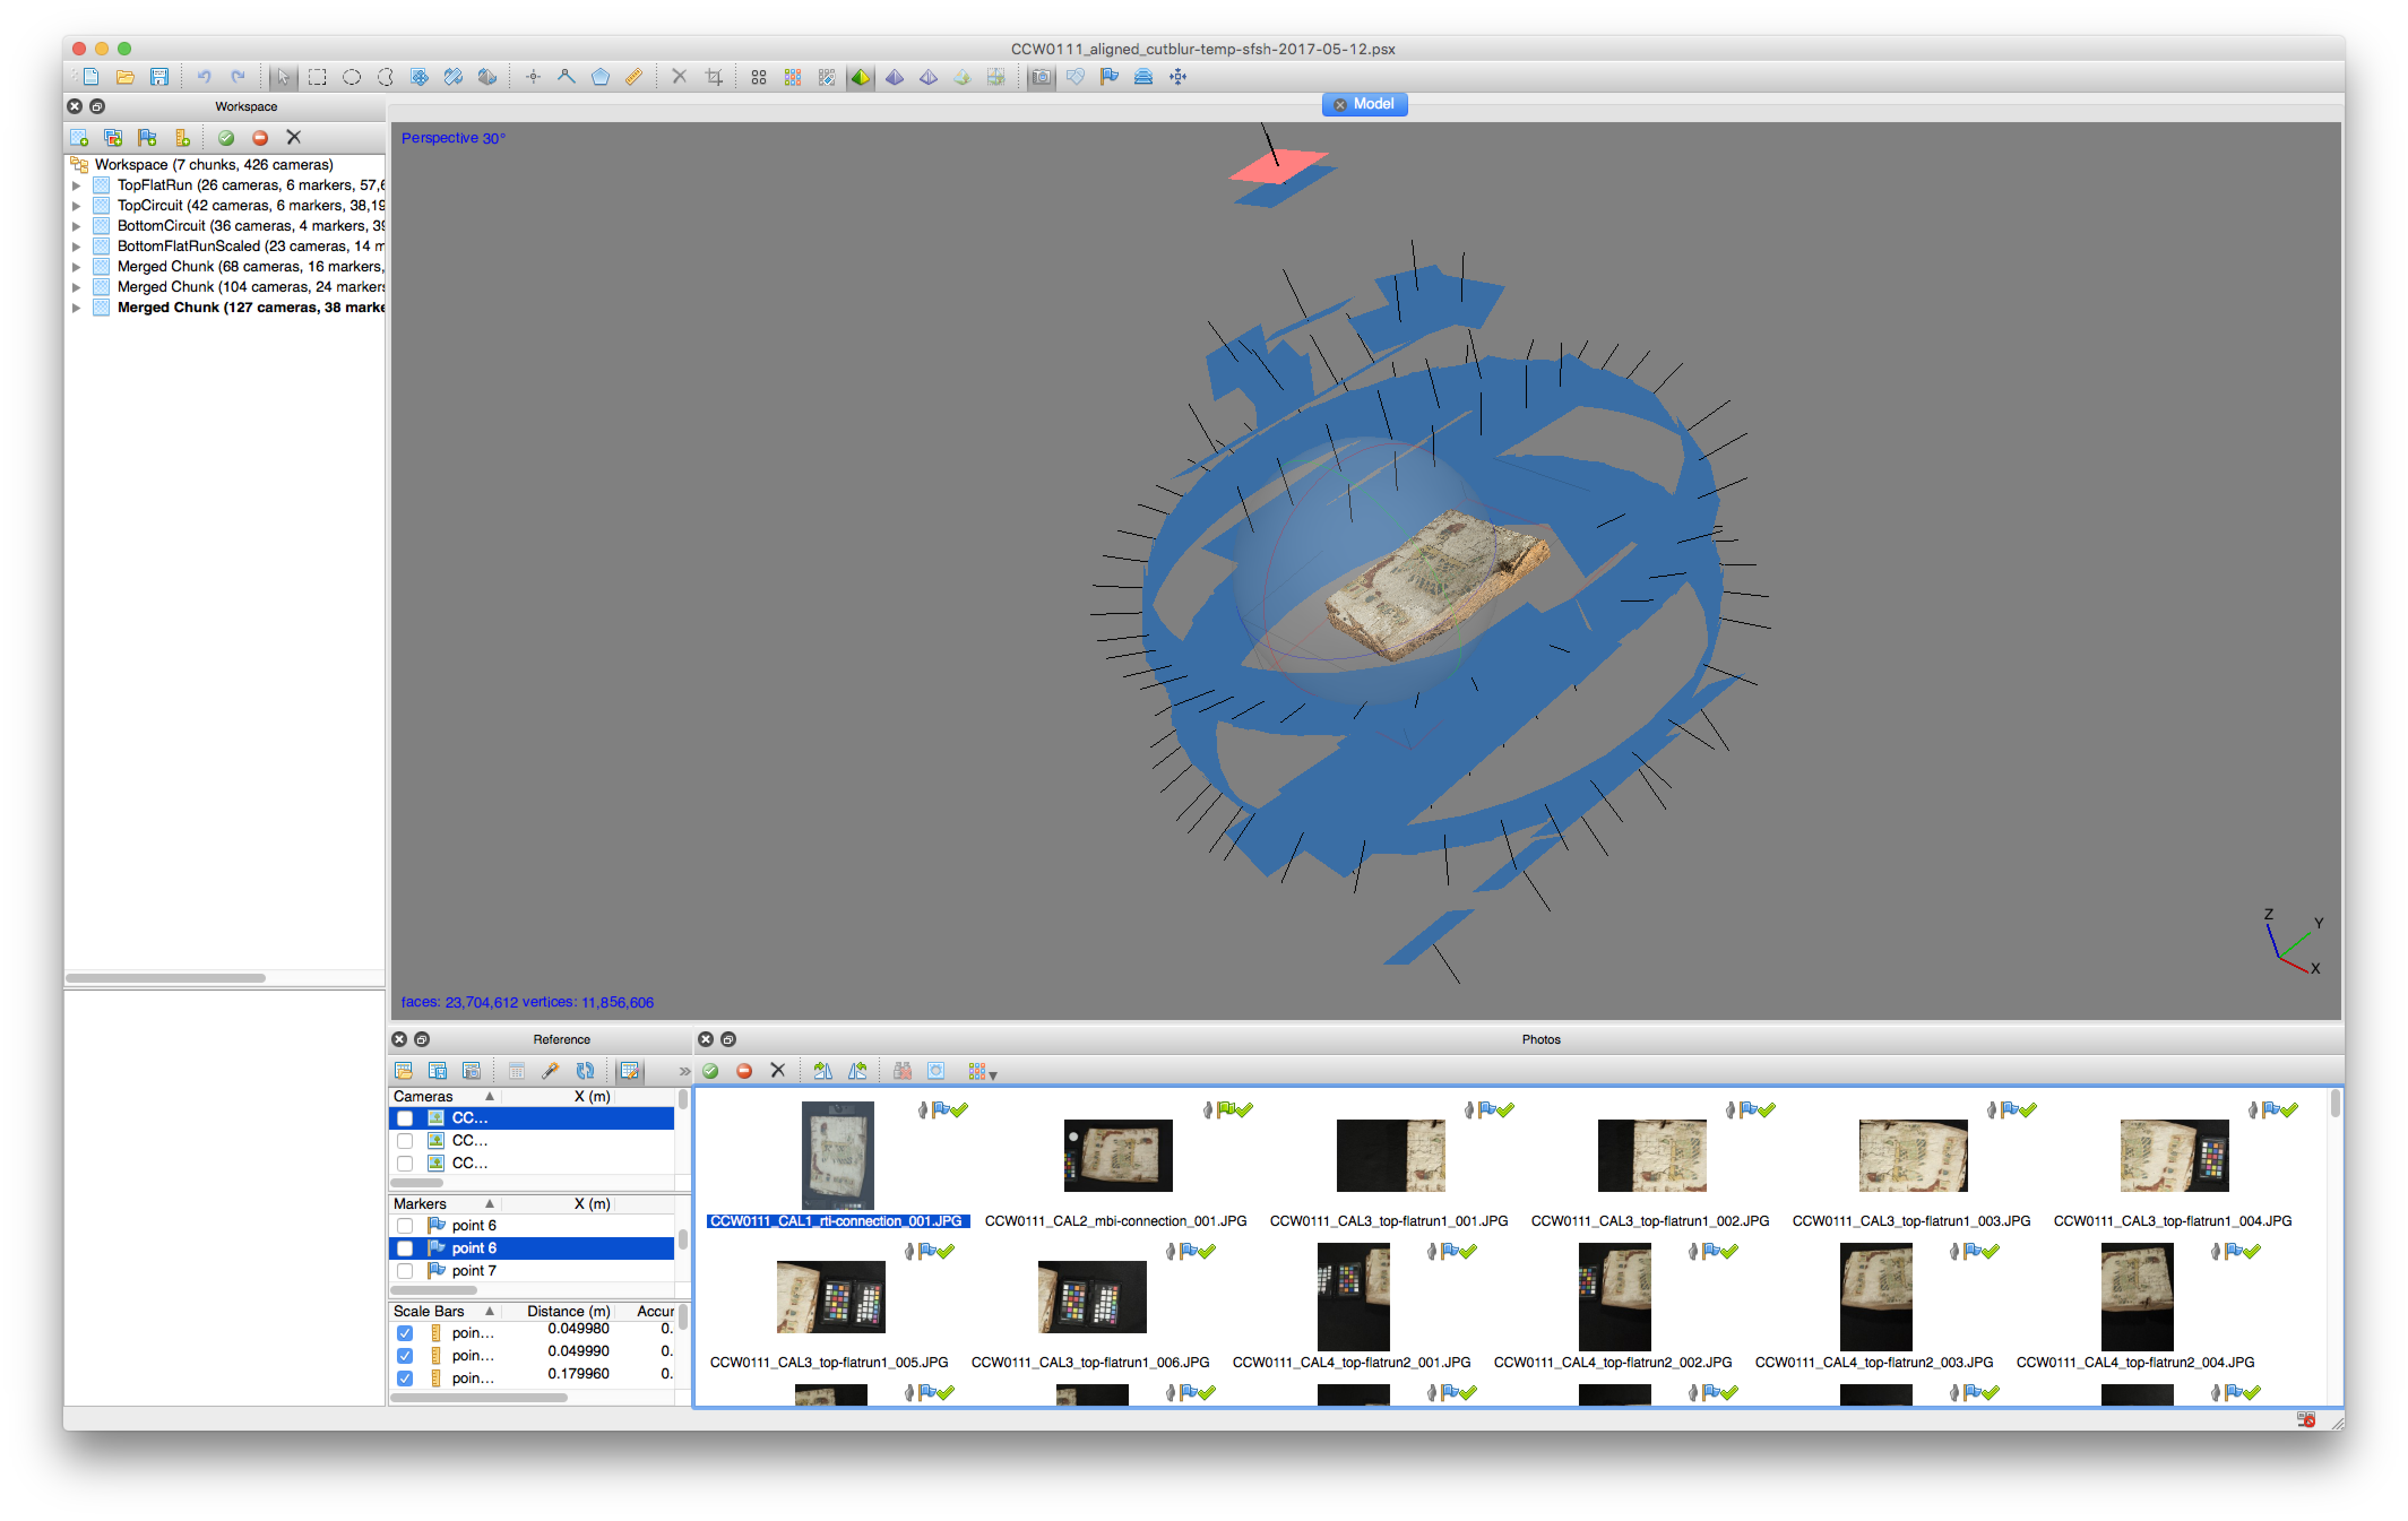 CCW0111_aligned_cutblur-temp-sfsh-2017-05-12.psx
Workspace
Model
Workspace (7 chunks, 426 cameras)
TopFlatRun (26 cameras, 6 markers, 57,6
TopCircuit (42 cameras, 6 markers, 38,19
BottomCircuit (36 cameras, 4 markers, 39
BottomFlatRunScaled (23 cameras, 14 m
Merged Chunk (68 cameras, 16 markers,
Merged Chunk (104 cameras, 24 markers
Merged Chunk (127 cameras, 38 marke
Perspective 30°
Z
Y
X
faces: 23,704,612 vertices: 11,856,606
Reference
Cameras X (m)
CC...
CC...
CC...
Markers X (m)
point 6
point 6
point 7
Scale Bars Distance (m) Accur
poin... 0.049980 0.
poin... 0.049990 0.
poin... 0.179960 0.
Photos
CCW0111_CAL1_rti-connection_001.JPG
CCW0111_CAL2_mbi-connection_001.JPG
CCW0111_CAL3_top-flatrun1_001.JPG
CCW0111_CAL3_top-flatrun1_002.JPG
CCW0111_CAL3_top-flatrun1_003.JPG
CCW0111_CAL3_top-flatrun1_004.JPG
CCW0111_CAL3_top-flatrun1_005.JPG
CCW0111_CAL3_top-flatrun1_006.JPG
CCW0111_CAL4_top-flatrun2_001.JPG
CCW0111_CAL4_top-flatrun2_002.JPG
CCW0111_CAL4_top-flatrun2_003.JPG
CCW0111_CAL4_top-flatrun2_004.JPG